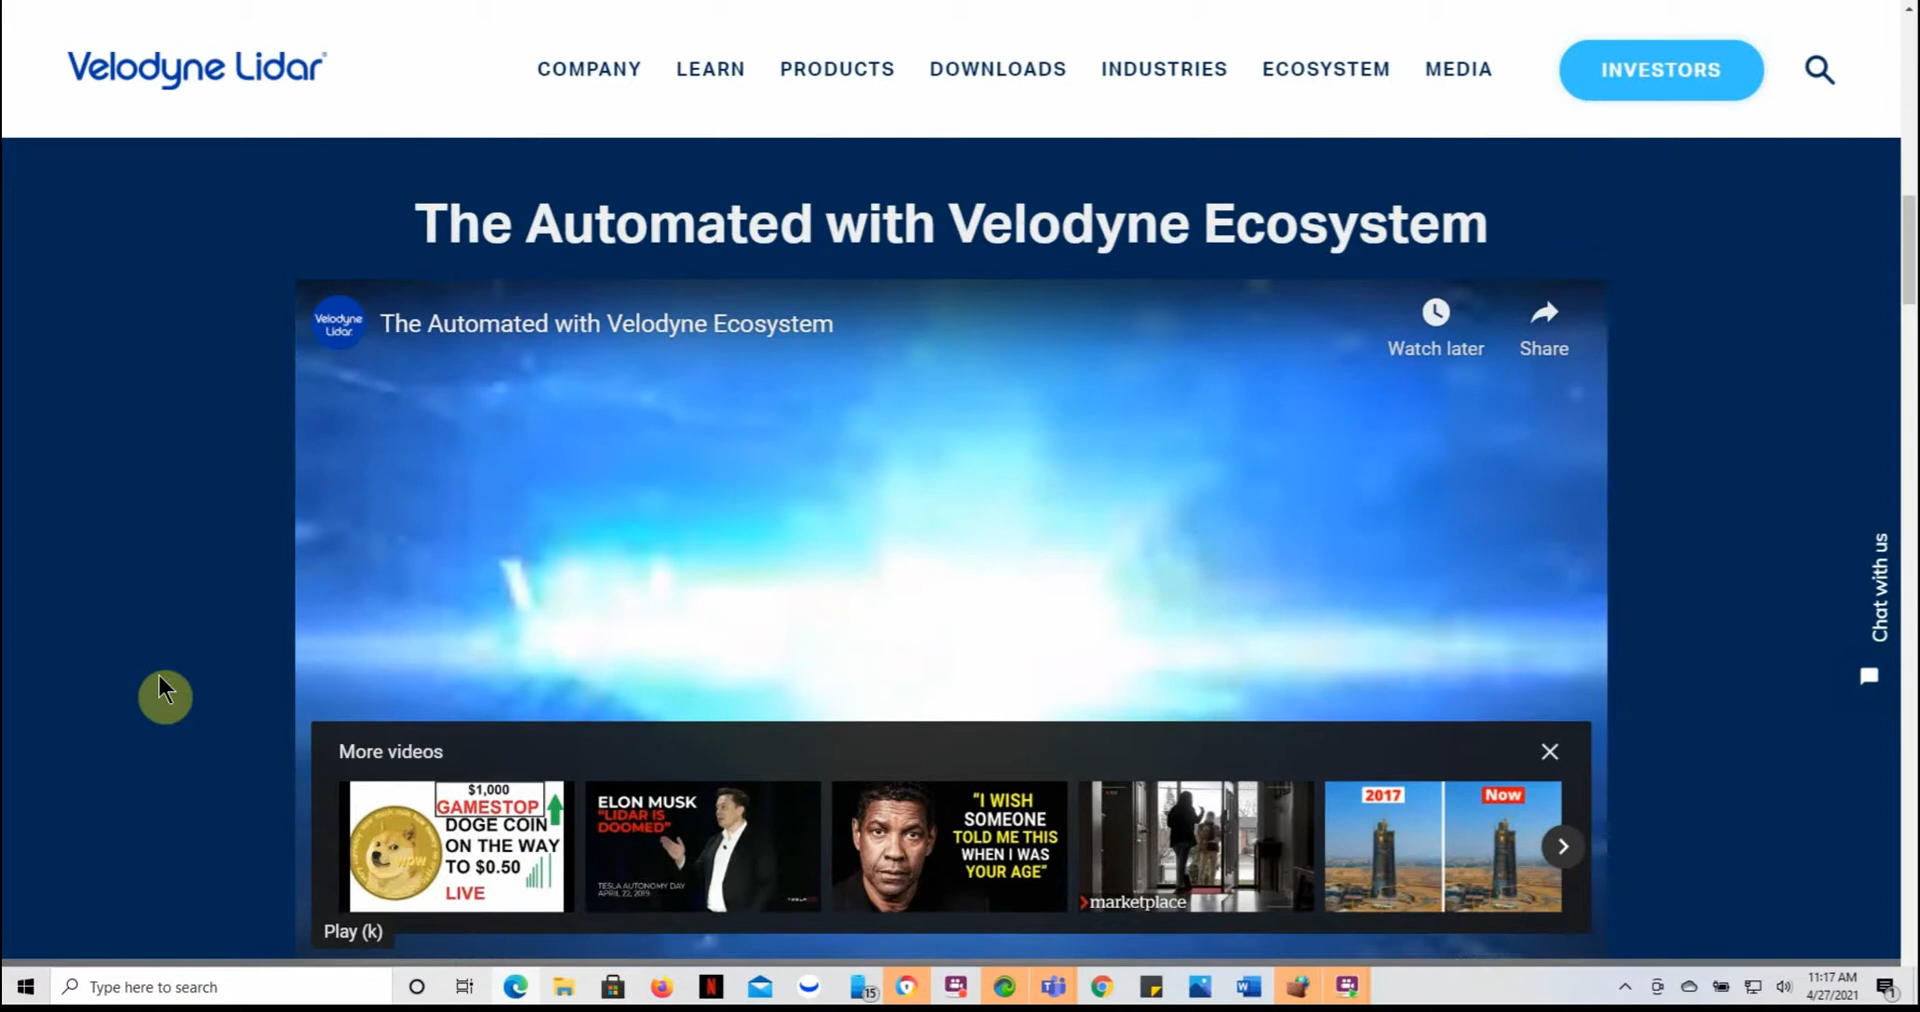 Velodyne Lidar
COMPANY LEARN PRODUCTS DOWNLOADS INDUSTRIES ECOSYSTEM MEDIA INVESTORS
The Automated with Velodyne Ecosystem
Velodyne
Lidar
The Automated with Velodyne Ecosystem
Watch later
Share
Chat with us
More videos
$1,000
GAMESTOP
DOGE COIN
ON THE WAY
TO $0.50
LIVE
ELON MUSK
"LIDAR IS
DOOMED"
TESLA AUTONOMY DAY
APRIL 22, 2019
TESLA
"I WISH
SOMEONE
TOLD ME THIS
WHEN I WAS
YOUR AGE"
marketplace
2017
Now
Play (k)
Type here to search
15
11:17 AM
4/27/2021
1